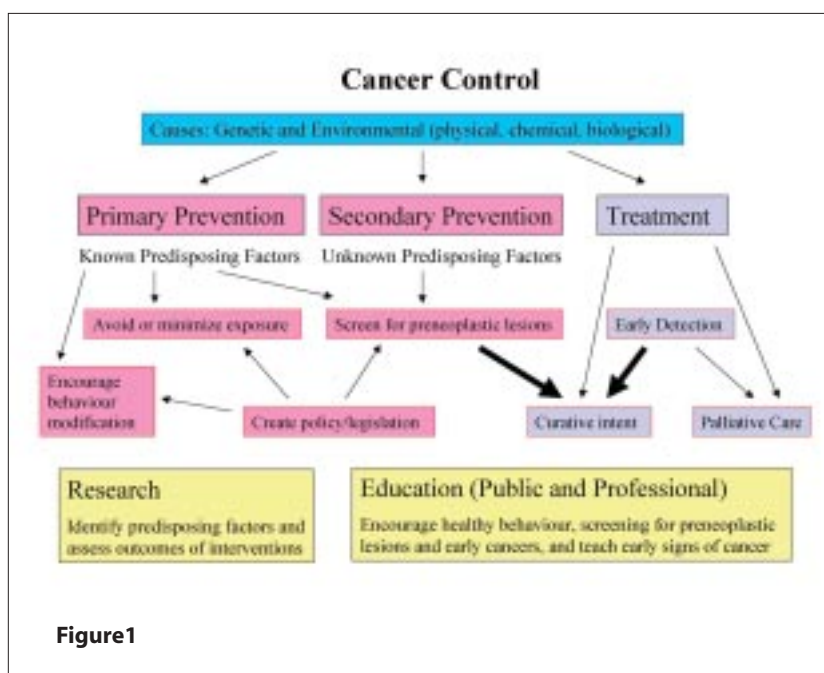 Cancer Control
Causes: Genetic and Environmental (physical, chemical, biological)
Primary Prevention
Secondary Prevention
Treatment
Known Predisposing Factors
Unknown Predisposing Factors
Avoid or minimize exposure
Screen for preneoplastic lesions
Early Detection
Encourage
behaviour
modification
Create policy/legislation
Curative intent
Palliative Care
Research
Identify predisposing factors and
assess outcomes of interventions
Education (Public and Professional)
Encourage healthy behaviour, screening for preneoplastic
lesions and early cancers, and teach early signs of cancer
Figure1